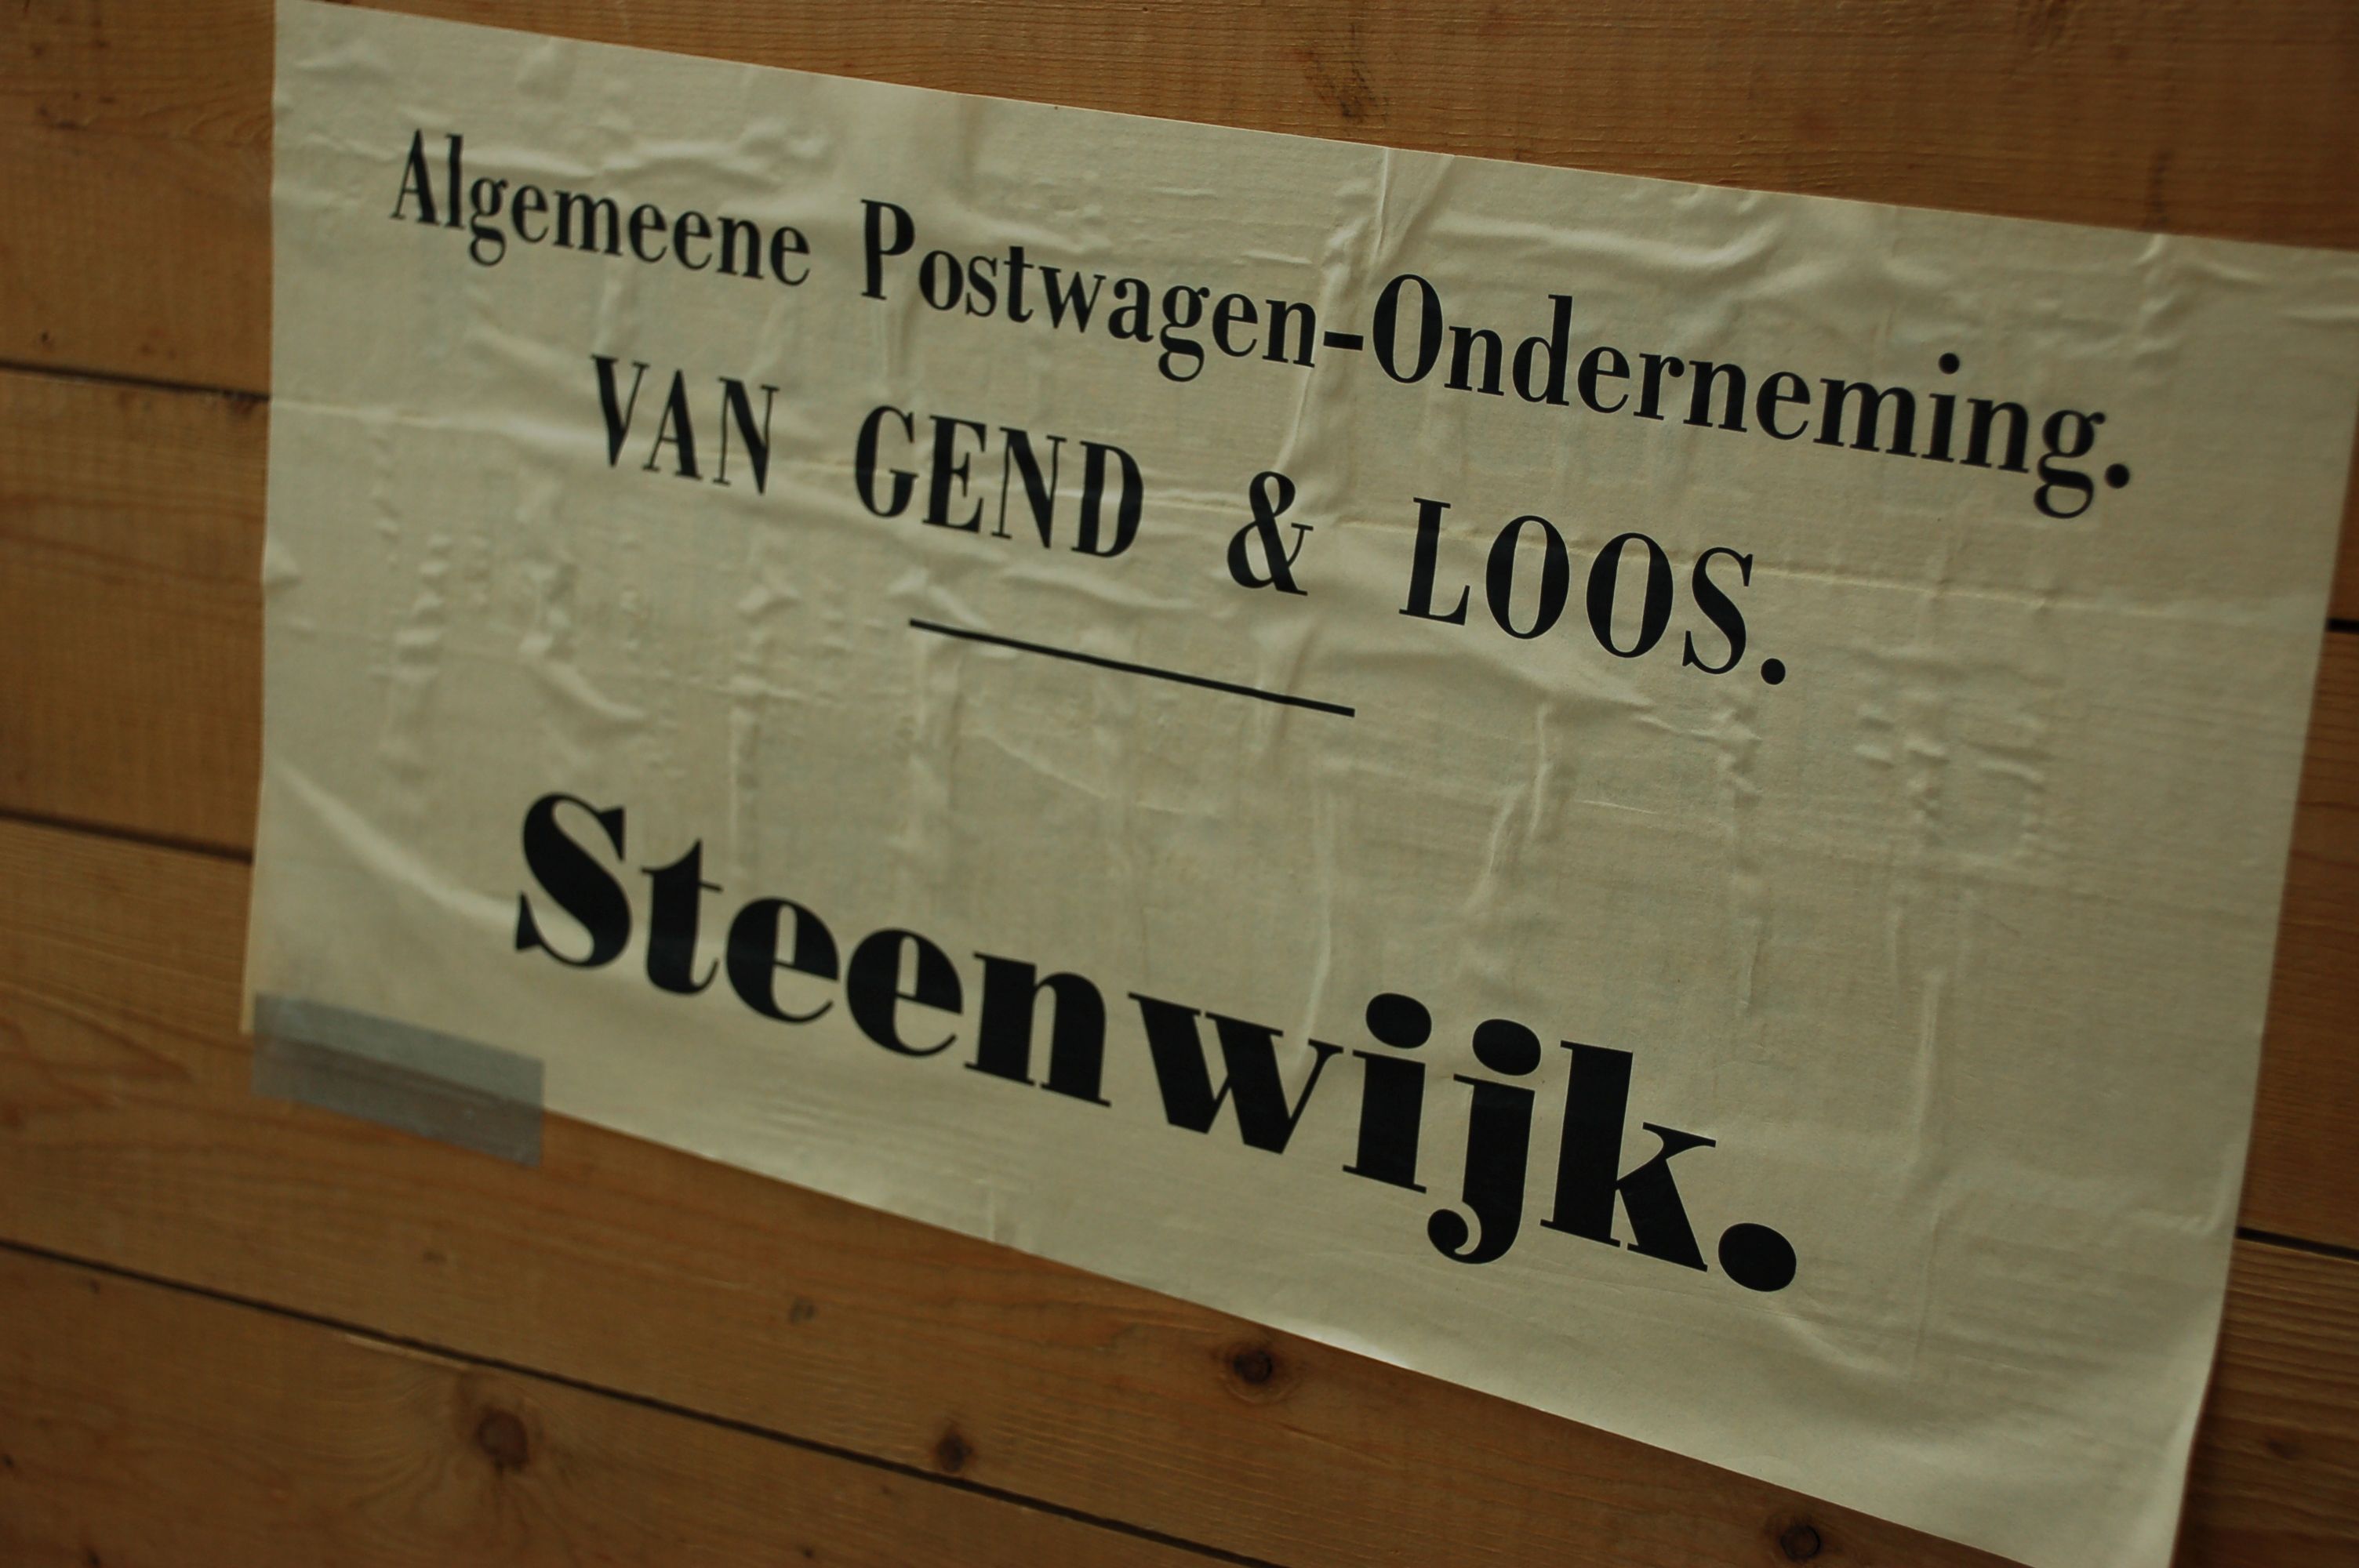 Algemeene Postwagen-Onderneming.
VAN GEND & LOOS.
Steenwijk.